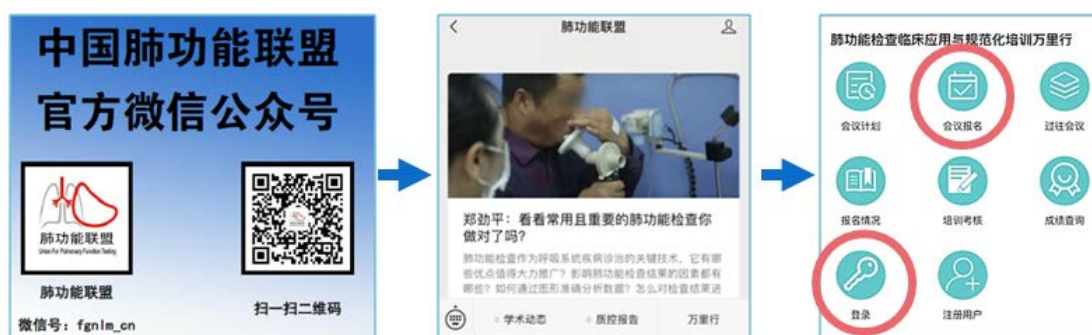 中国肺功能联盟
官方微信公众号
肺功能联盟
Union For Pulmonary Function Testing
肺功能联盟
微信号：fgnlm_cn
扫一扫二维码
肺功能联盟
郑劲平：看看常用且重要的肺功能检查你
做对了吗？
肺功能检查作为呼吸系统疾病诊治的关键技术，它有哪
些优点值得大力推广？影响肺功能检查结果的因素都有
哪些？如何通过图形准确分析数据？怎么对检查结果进
学术动态
质控报告
万里行
肺功能检查临床应用与规范化培训万里行
会议计划
会议报名
过往会议
报名情况
培训考核
成绩查询
登录
注册用户